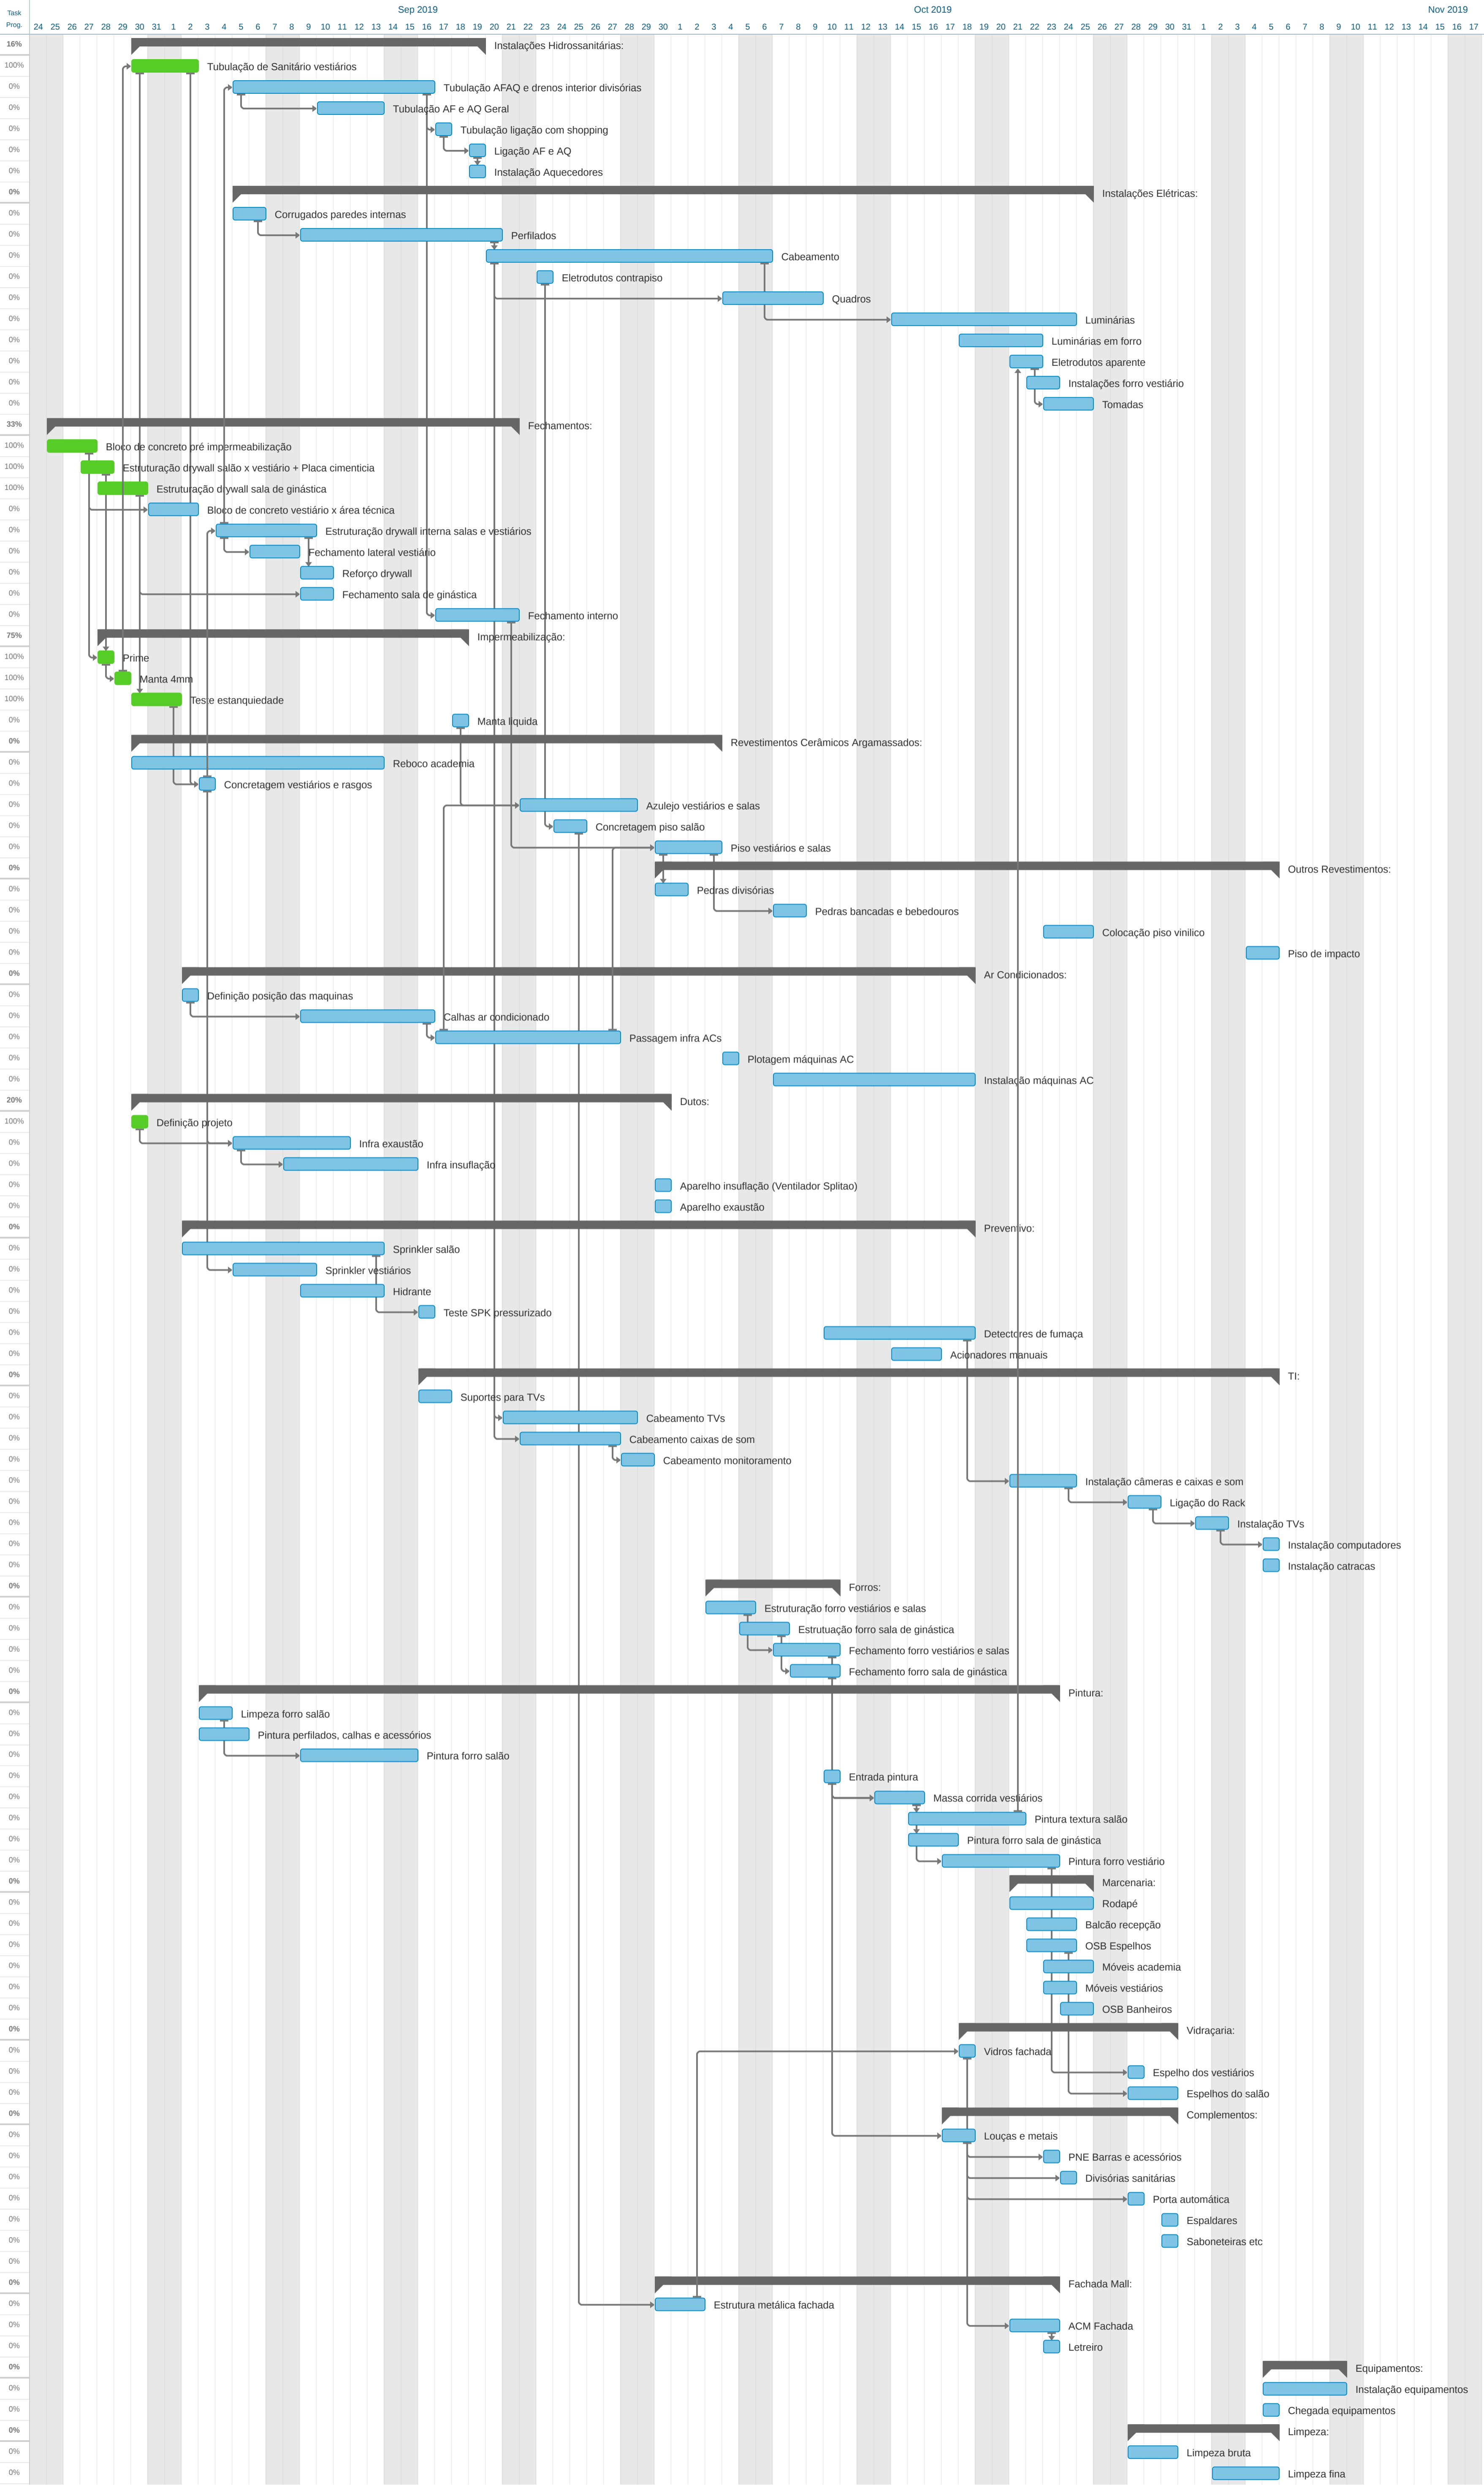 Sep 2019 Oct 2019 Nov 2019
Task
Prog.
24 25 26 27 28 29 30 31 1 2 3 4 5 6 7 8 9 10 11 12 13 14 15 16 17 18 19 20 21 22 23 24 25 26 27 28 29 30 1 2 3 4 5 6 7 8 9 10 11 12 13 14 15 16 17 18 19 20 21 22 23 24 25 26 27 28 29 30 31 1 2 3 4 5 6 7 8 9 10 11 12 13 14 15 16 17
16% Instalações Hidrossanitárias:
100% Tubulação de Sanitário vestiários
0% Tubulação AFAQ e drenos interior divisórias
0% Tubulação AF e AQ Geral
0% Tubulação ligação com shopping
0% Ligação AF e AQ
0% Instalação Aquecedores
0% Instalações Elétricas:
0% Corrugados paredes internas
0% Perfilados
0% Cabeamento
0% Eletrodutos contrapiso
0% Quadros
0% Luminárias
0% Luminárias em forro
0% Eletrodutos aparente
0% Instalações forro vestiário
0% Tomadas
33% Fechamentos:
100% Bloco de concreto pré impermeabilização
100% Estruturação drywall salão x vestiário + Placa cimenticia
100% Estruturação drywall sala de ginástica
0% Bloco de concreto vestiário x área técnica
0% Estruturação drywall interna salas e vestiários
0% Fechamento lateral vestiário
0% Reforço drywall
0% Fechamento sala de ginástica
0% Fechamento interno
75% Impermeabilização:
100% Prime
100% Manta 4mm
100% Teste estanquiedade
0% Manta liquida
0% Revestimentos Cerâmicos Argamassados:
0% Reboco academia
0% Concretagem vestiários e rasgos
0% Azulejo vestiários e salas
0% Concretagem piso salão
0% Piso vestiários e salas
0% Outros Revestimentos:
0% Pedras divisórias
0% Pedras bancadas e bebedouros
0% Colocação piso vinilico
0% Piso de impacto
0% Ar Condicionados:
0% Definição posição das maquinas
0% Calhas ar condicionado
0% Passagem infra ACs
0% Plotagem máquinas AC
0% Instalação máquinas AC
20% Dutos:
100% Definição projeto
0% Infra exaustão
0% Infra insuflação
0% Aparelho insuflação (Ventilador Splitao)
0% Aparelho exaustão
0% Preventivo:
0% Sprinkler salão
0% Sprinkler vestiários
0% Hidrante
0% Teste SPK pressurizado
0% Detectores de fumaça
0% Acionadores manuais
0% TI:
0% Suportes para TVs
0% Cabeamento TVs
0% Cabeamento caixas de som
0% Cabeamento monitoramento
0% Instalação câmeras e caixas e som
0% Ligação do Rack
0% Instalação TVs
0% Instalação computadores
0% Instalação catracas
0% Forros:
0% Estruturação forro vestiários e salas
0% Estrutuação forro sala de ginástica
0% Fechamento forro vestiários e salas
0% Fechamento forro sala de ginástica
0% Pintura:
0% Limpeza forro salão
0% Pintura perfilados, calhas e acessórios
0% Pintura forro salão
0% Entrada pintura
0% Massa corrida vestiários
0% Pintura textura salão
0% Pintura forro sala de ginástica
0% Pintura forro vestiário
0% Marcenaria:
0% Rodapé
0% Balcão recepção
0% OSB Espelhos
0% Móveis academia
0% Móveis vestiários
0% OSB Banheiros
0% Vidraçaria:
0% Vidros fachada
0% Espelho dos vestiários
0% Espelhos do salão
0% Complementos:
0% Louças e metais
0% PNE Barras e acessórios
0% Divisórias sanitárias
0% Porta automática
0% Espaldares
0% Saboneteiras etc
0%
0% Fachada Mall:
0% Estrutura metálica fachada
0% ACM Fachada
0% Letreiro
0% Equipamentos:
0% Instalação equipamentos
0% Chegada equipamentos
0% Limpeza:
0% Limpeza bruta
0% Limpeza fina